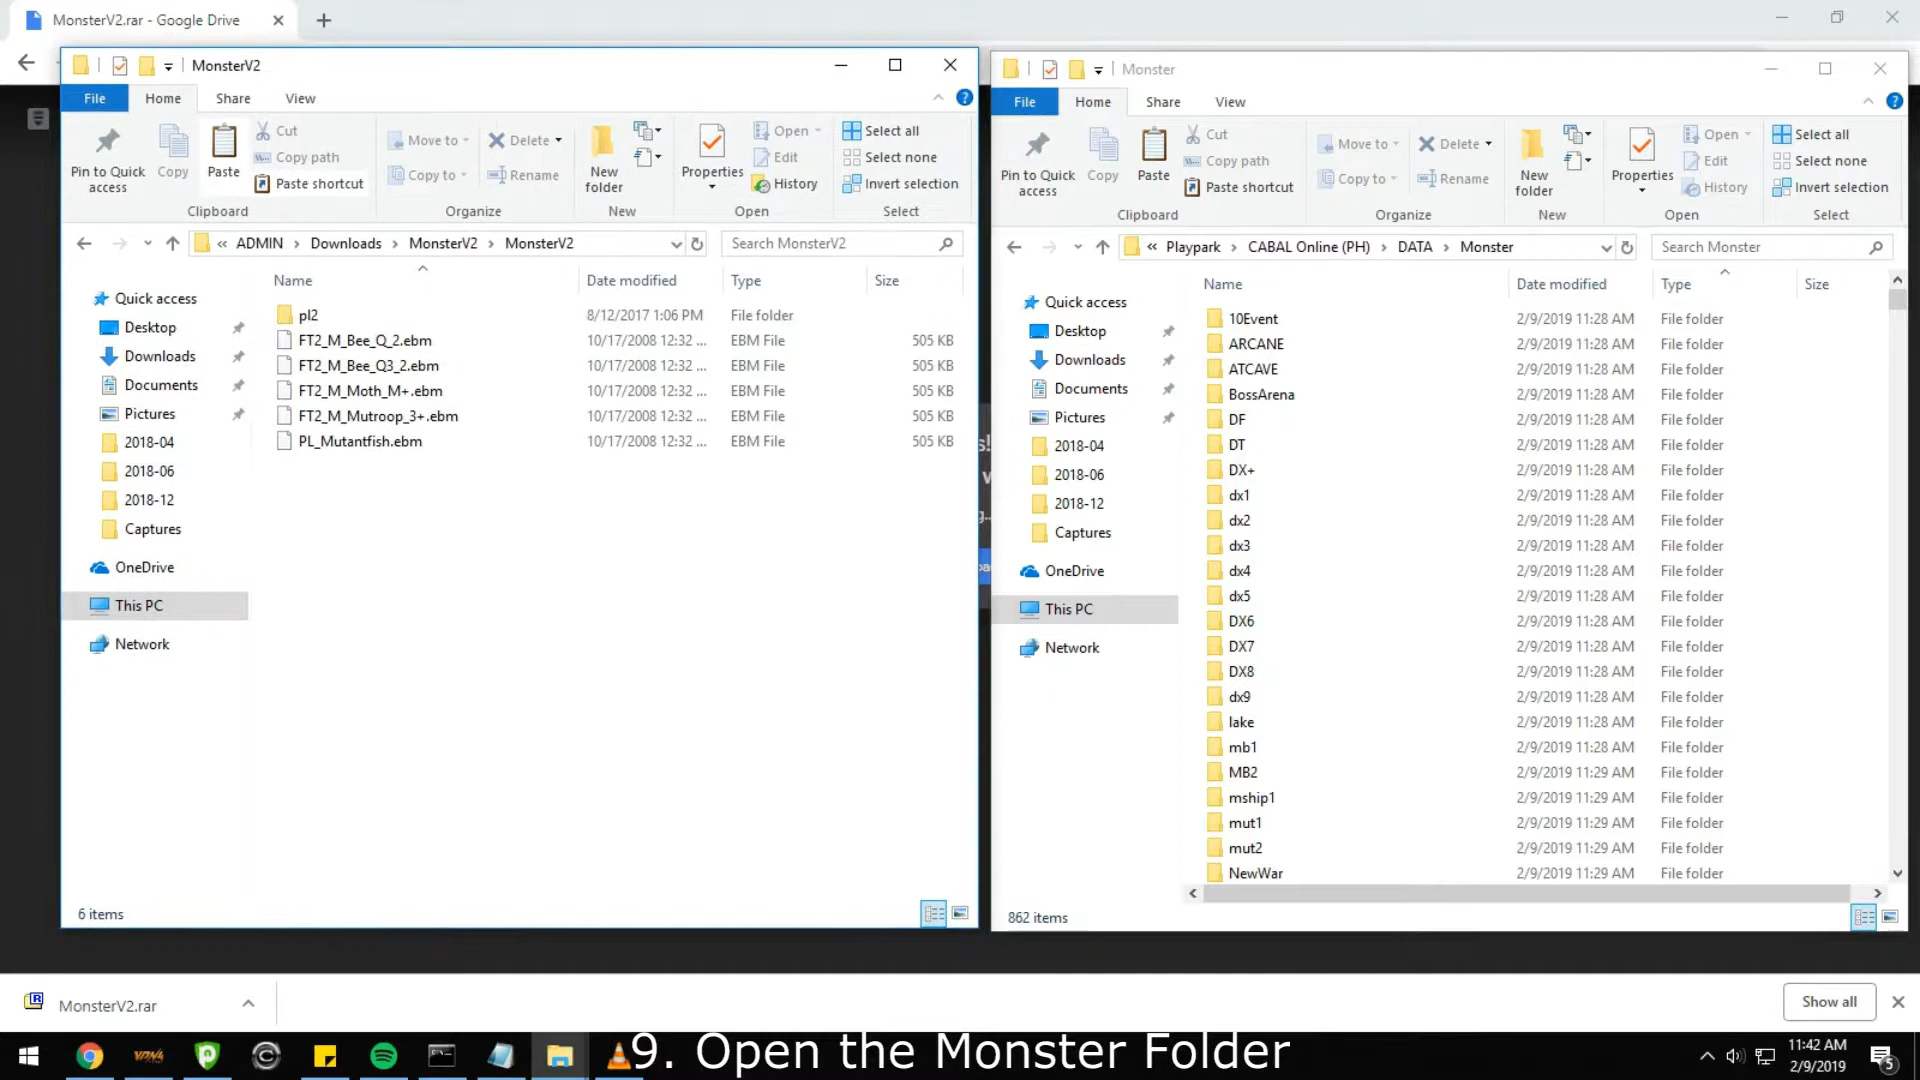 MonsterV2.rar - Google Drive
MonsterV2
File
Home
Share
View
Pin to Quick access
Copy
Paste
Cut
Copy path
Paste shortcut
Clipboard
Move to
Copy to
Delete
Rename
Organize
New folder
New
Properties
Open
Edit
History
Open
Select all
Select none
Invert selection
Select
« ADMIN > Downloads > MonsterV2 > MonsterV2
Search MonsterV2
Name Date modified Type Size
pl2 8/12/2017 1:06 PM File folder
FT2_M_Bee_Q_2.ebm 10/17/2008 12:32 ... EBM File 505 KB
FT2_M_Bee_Q3_2.ebm 10/17/2008 12:32 ... EBM File 505 KB
FT2_M_Moth_M+.ebm 10/17/2008 12:32 ... EBM File 505 KB
FT2_M_Mutroop_3+.ebm 10/17/2008 12:32 ... EBM File 505 KB
PL_Mutantfish.ebm 10/17/2008 12:32 ... EBM File 505 KB
Quick access
Desktop
Downloads
Documents
Pictures
2018-04
2018-06
2018-12
Captures
OneDrive
This PC
Network
6 items
Monster
File
Home
Share
View
Pin to Quick access
Copy
Paste
Cut
Copy path
Paste shortcut
Clipboard
Move to
Copy to
Delete
Rename
Organize
New folder
New
Properties
Open
Edit
History
Open
Select all
Select none
Invert selection
Select
« Playpark > CABAL Online (PH) > DATA > Monster
Search Monster
Quick access
Desktop
Downloads
Documents
Pictures
2018-04
2018-06
2018-12
Captures
OneDrive
This PC
Network
Name Date modified Type Size
10Event 2/9/2019 11:28 AM File folder
ARCANE 2/9/2019 11:28 AM File folder
ATCAVE 2/9/2019 11:28 AM File folder
BossArena 2/9/2019 11:28 AM File folder
DF 2/9/2019 11:28 AM File folder
DT 2/9/2019 11:28 AM File folder
DX+ 2/9/2019 11:28 AM File folder
dx1 2/9/2019 11:28 AM File folder
dx2 2/9/2019 11:28 AM File folder
dx3 2/9/2019 11:28 AM File folder
dx4 2/9/2019 11:28 AM File folder
dx5 2/9/2019 11:28 AM File folder
DX6 2/9/2019 11:28 AM File folder
DX7 2/9/2019 11:28 AM File folder
DX8 2/9/2019 11:28 AM File folder
dx9 2/9/2019 11:28 AM File folder
lake 2/9/2019 11:28 AM File folder
mb1 2/9/2019 11:28 AM File folder
MB2 2/9/2019 11:29 AM File folder
mship1 2/9/2019 11:29 AM File folder
mut1 2/9/2019 11:29 AM File folder
mut2 2/9/2019 11:29 AM File folder
NewWar 2/9/2019 11:29 AM File folder
862 items
MonsterV2.rar
Show all
9. Open the Monster Folder
11:42 AM
2/9/2019
5